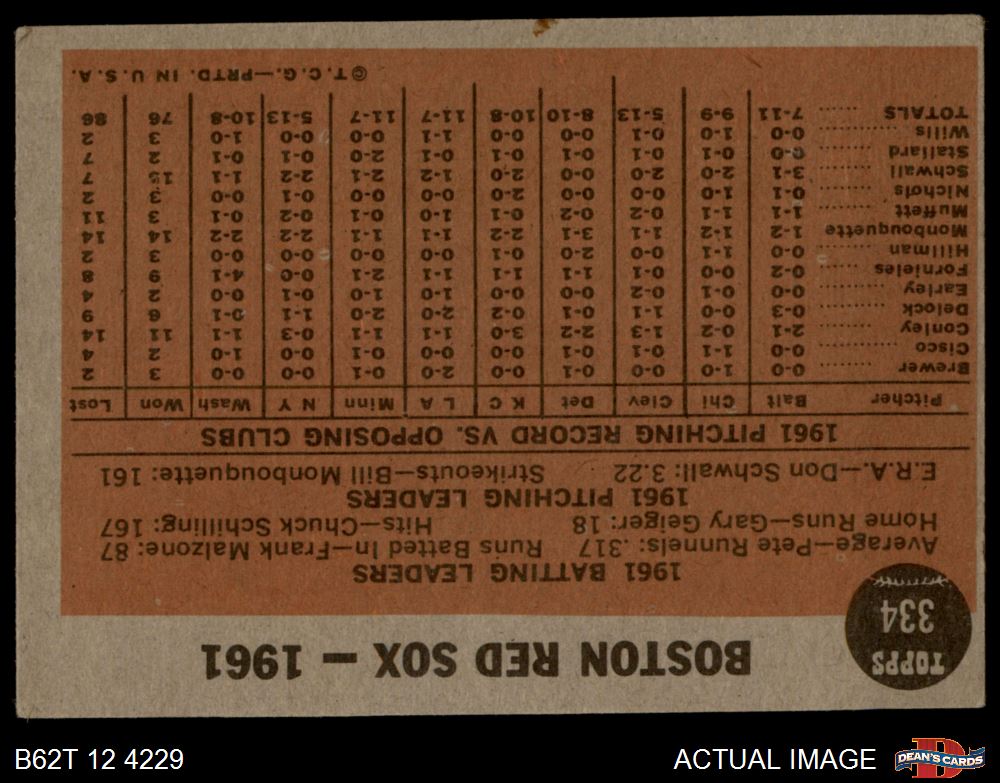 BOSTON RED SOX – 1961
TOPPS
334
1961 BATTING LEADERS
Average—Pete Runnels: .317 Runs Batted In—Frank Malzone: 87
Home Runs—Gary Geiger: 18 Hits—Chuck Schilling: 167
1961 PITCHING LEADERS
E.R.A.—Don Schwall: 3.22 Strikeouts—Bill Monbouquette: 161
1961 PITCHING RECORD VS. OPPOSING CLUBS
Pitcher Balt Chi Clev Det K C L A Minn N Y Wash Won Lost
Brewer 0-0 0-1 0-0 0-1 0-0 2-0 1-0 0-0 0-0 3 2
Cisco 0-0 1-1 0-0 0-1 0-1 0-0 0-1 0-0 1-0 2 4
Conley 2-1 0-2 1-3 2-2 3-0 1-1 1-1 0-3 1-1 11 14
Delock 0-3 0-0 1-1 0-1 0-2 2-0 2-0 1-1 0-1 6 9
Earley 0-0 0-1 0-2 0-0 0-0 1-0 1-0 0-1 0-0 2 4
Fornieles 0-2 0-0 0-1 1-1 1-1 1-1 2-1 0-0 4-1 9 8
Hillman 0-0 1-0 0-2 2-0 0-0 0-0 0-0 0-0 0-0 3 2
Monbouquette 1-2 1-2 1-1 3-1 2-2 1-1 1-1 2-2 2-2 14 14
Muffett 1-1 1-1 0-1 0-2 0-2 0-1 1-0 0-2 0-1 3 11
Nichols 0-1 1-0 0-0 0-0 2-0 0-0 0-0 0-1 0-0 3 2
Schwall 3-1 2-0 2-0 0-0 2-0 1-2 2-1 2-2 1-1 15 7
Stallard 0-0 1-1 0-1 0-1 0-0 1-0 0-2 0-1 0-1 2 7
Wills 0-0 1-0 0-1 0-0 0-0 1-1 0-0 0-0 1-0 3 2
TOTALS 7-11 9-9 5-13 8-10 10-8 11-7 11-7 5-13 10-8 76 86
©T.C.G.—PRTD. IN U.S.A.
B62T 12 4229
ACTUAL IMAGE
DEAN'S CARDS